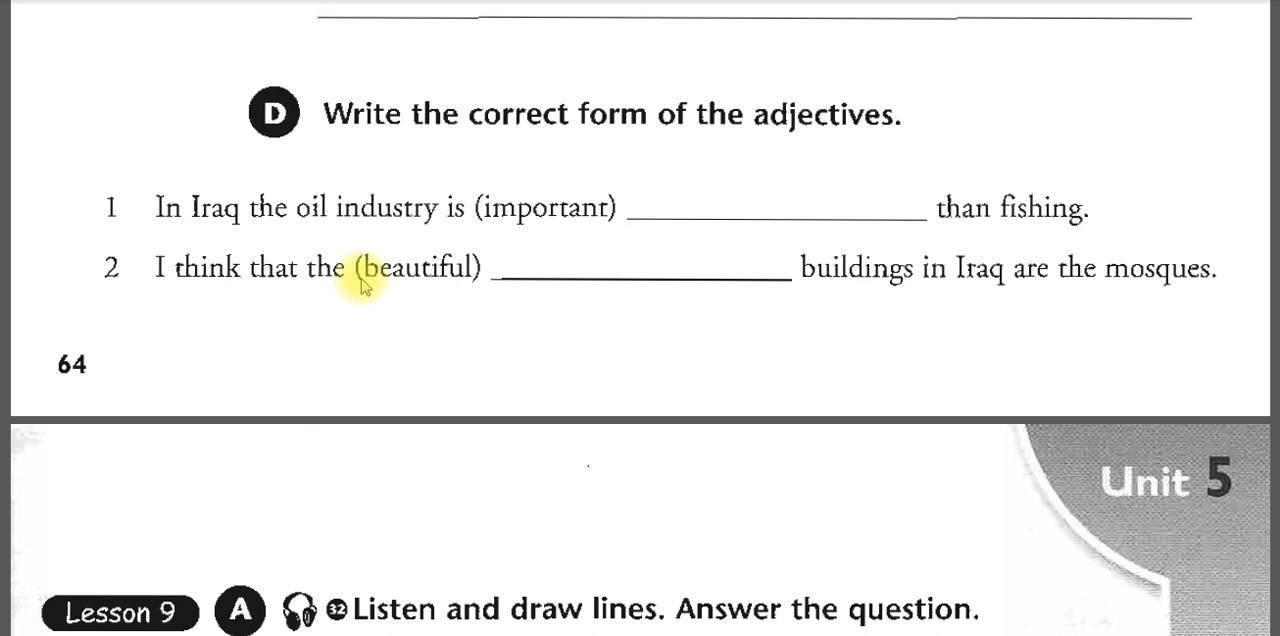 D Write the correct form of the adjectives.
1 In Iraq the oil industry is (important) ____________________ than fishing.
2 I think that the (beautiful) ____________________ buildings in Iraq are the mosques.
64
Unit 5
Lesson 9 A 32 Listen and draw lines. Answer the question.